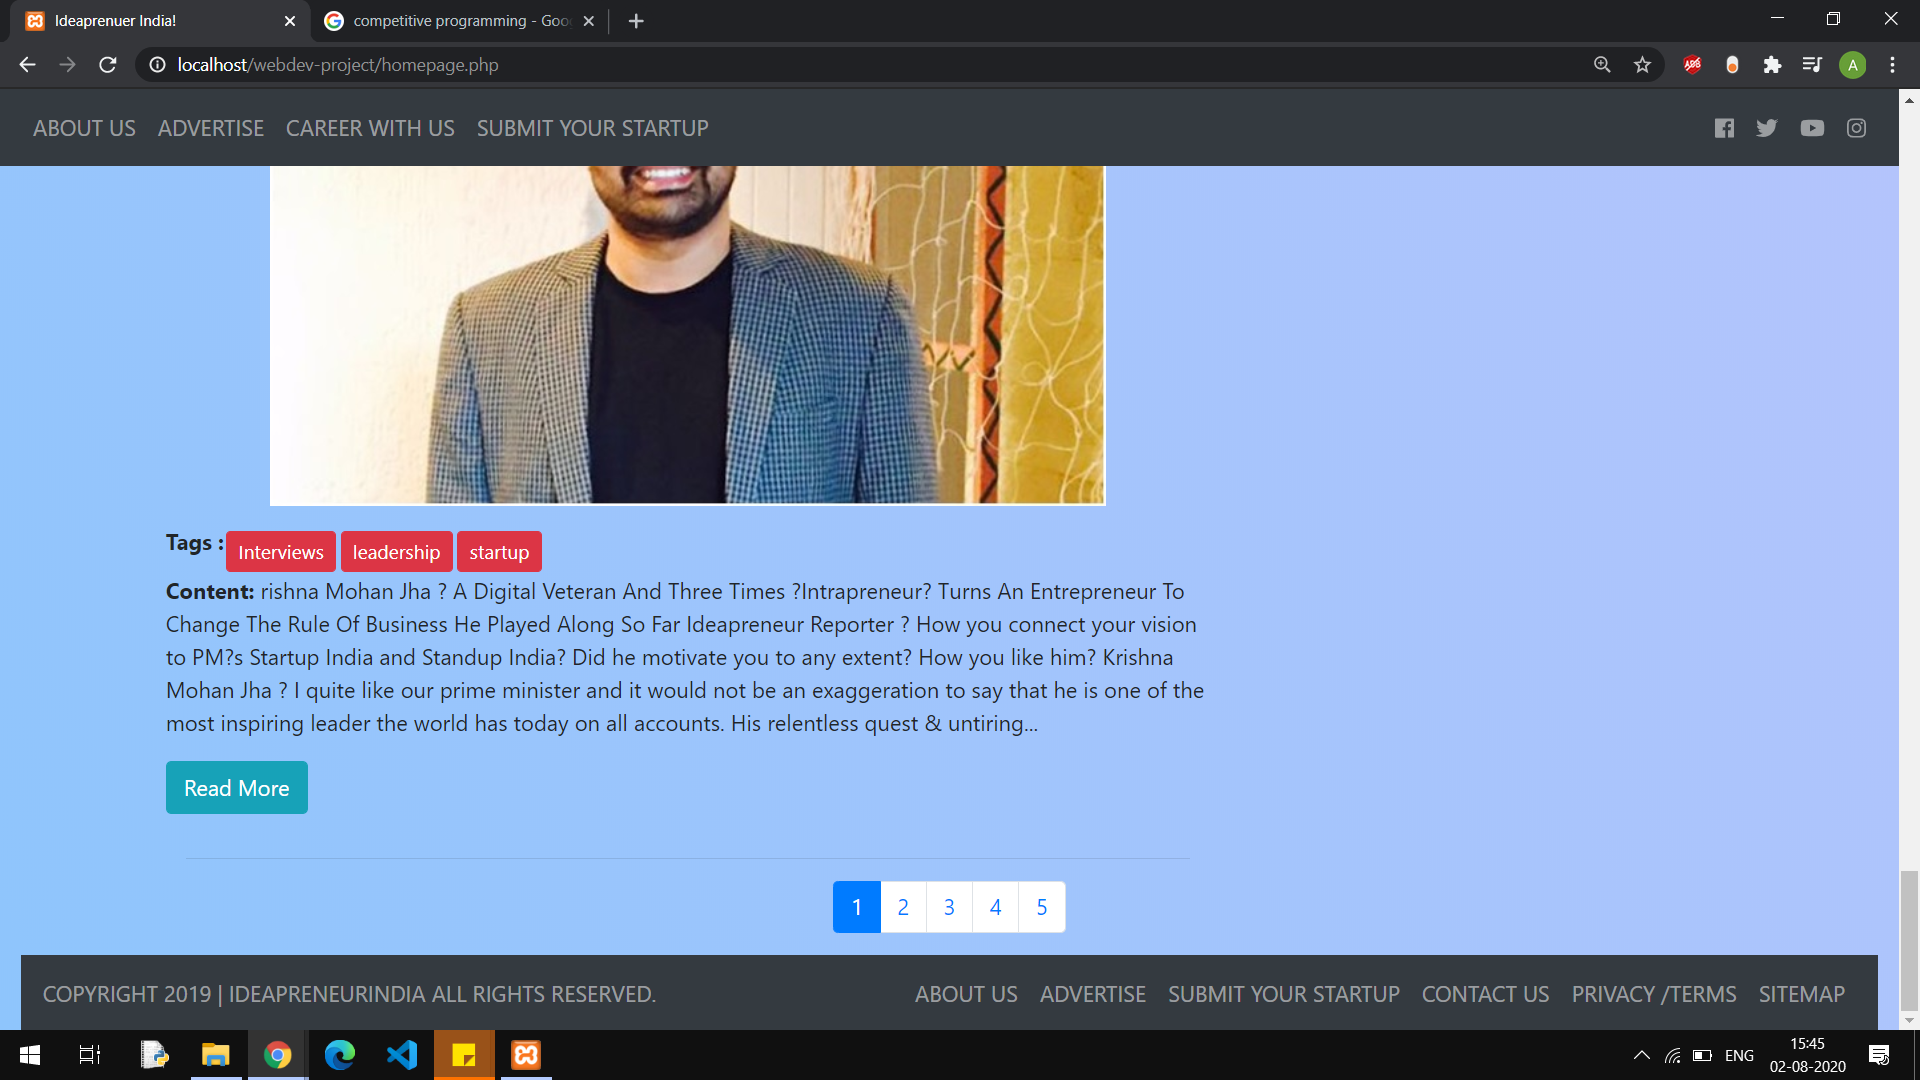 Ideaprenuer India!
competitive programming - Goo
localhost/webdev-project/homepage.php
A
ABOUT US ADVERTISE CAREER WITH US SUBMIT YOUR STARTUP
Tags : Interviews leadership startup
Content: rishna Mohan Jha ? A Digital Veteran And Three Times ?Intrapreneur? Turns An Entrepreneur To
Change The Rule Of Business He Played Along So Far Ideapreneur Reporter ? How you connect your vision
to PM?s Startup India and Standup India? Did he motivate you to any extent? How you like him? Krishna
Mohan Jha ? I quite like our prime minister and it would not be an exaggeration to say that he is one of the
most inspiring leader the world has today on all accounts. His relentless quest & untiring...
Read More
1 2 3 4 5
COPYRIGHT 2019 | IDEAPRENEURINDIA ALL RIGHTS RESERVED. ABOUT US ADVERTISE SUBMIT YOUR STARTUP CONTACT US PRIVACY /TERMS SITEMAP
ENG
15:45
02-08-2020